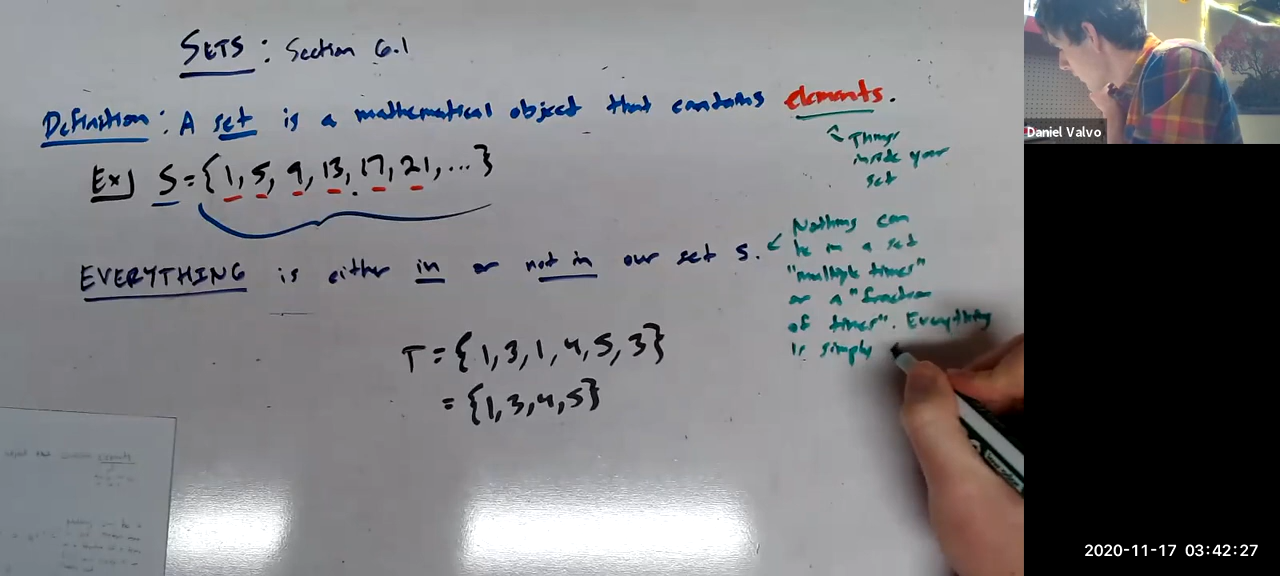 SETS: Section 6.1
Definition: A set is a mathematical object that contains elements.
Things
inside your
set
Ex] S = {1, 5, 9, 13, 17, 21, ...}
EVERYTHING is either in or not in our set S.
Nothing can
be in a set
"multiple times"
or a "fraction
of times". Everything
is simply
T = {1, 3, 1, 4, 5, 3}
= {1, 3, 4, 5}
Daniel Valvo
2020-11-17 03:42:27